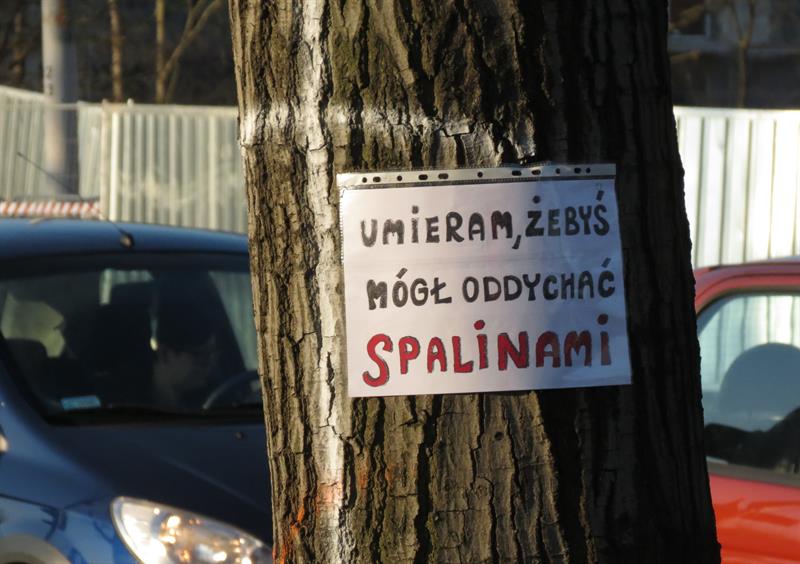 UMIERAM, ŻEBYŚ
MÓGŁ ODDYCHAĆ
SPALINAMI